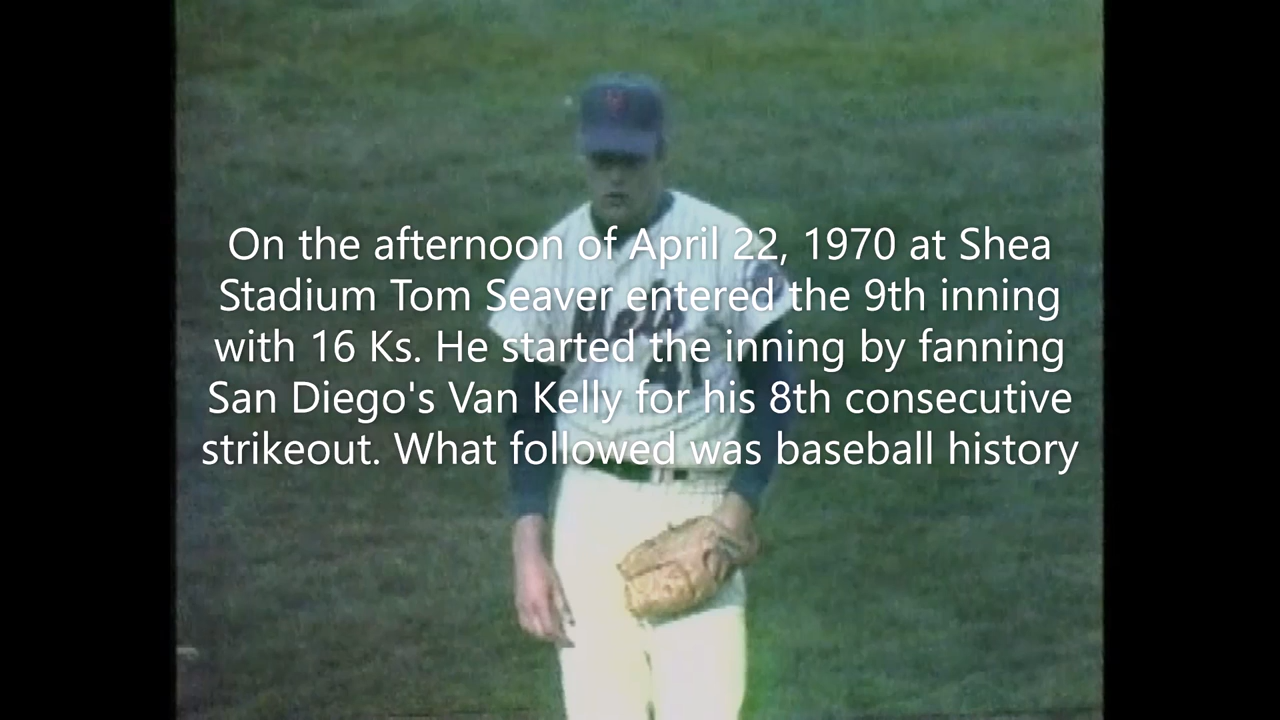 On the afternoon of April 22, 1970 at Shea
Stadium Tom Seaver entered the 9th inning
with 16 Ks. He started the inning by fanning
San Diego's Van Kelly for his 8th consecutive
strikeout. What followed was baseball history